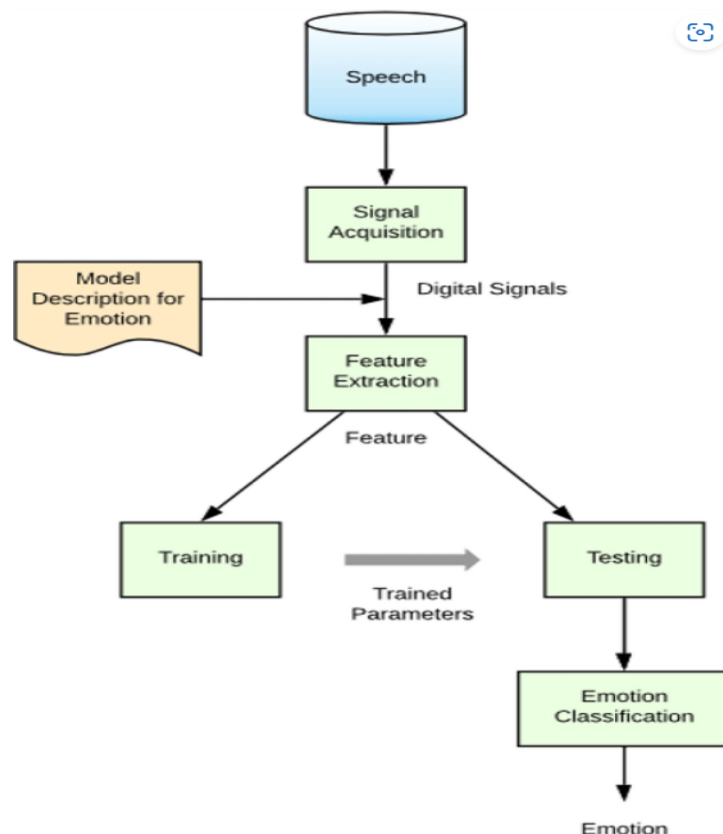 Speech
Signal
Acquisition
Model
Description for
Emotion
Digital Signals
Feature
Extraction
Feature
Training
Testing
Trained
Parameters
Emotion
Classification
Emotion